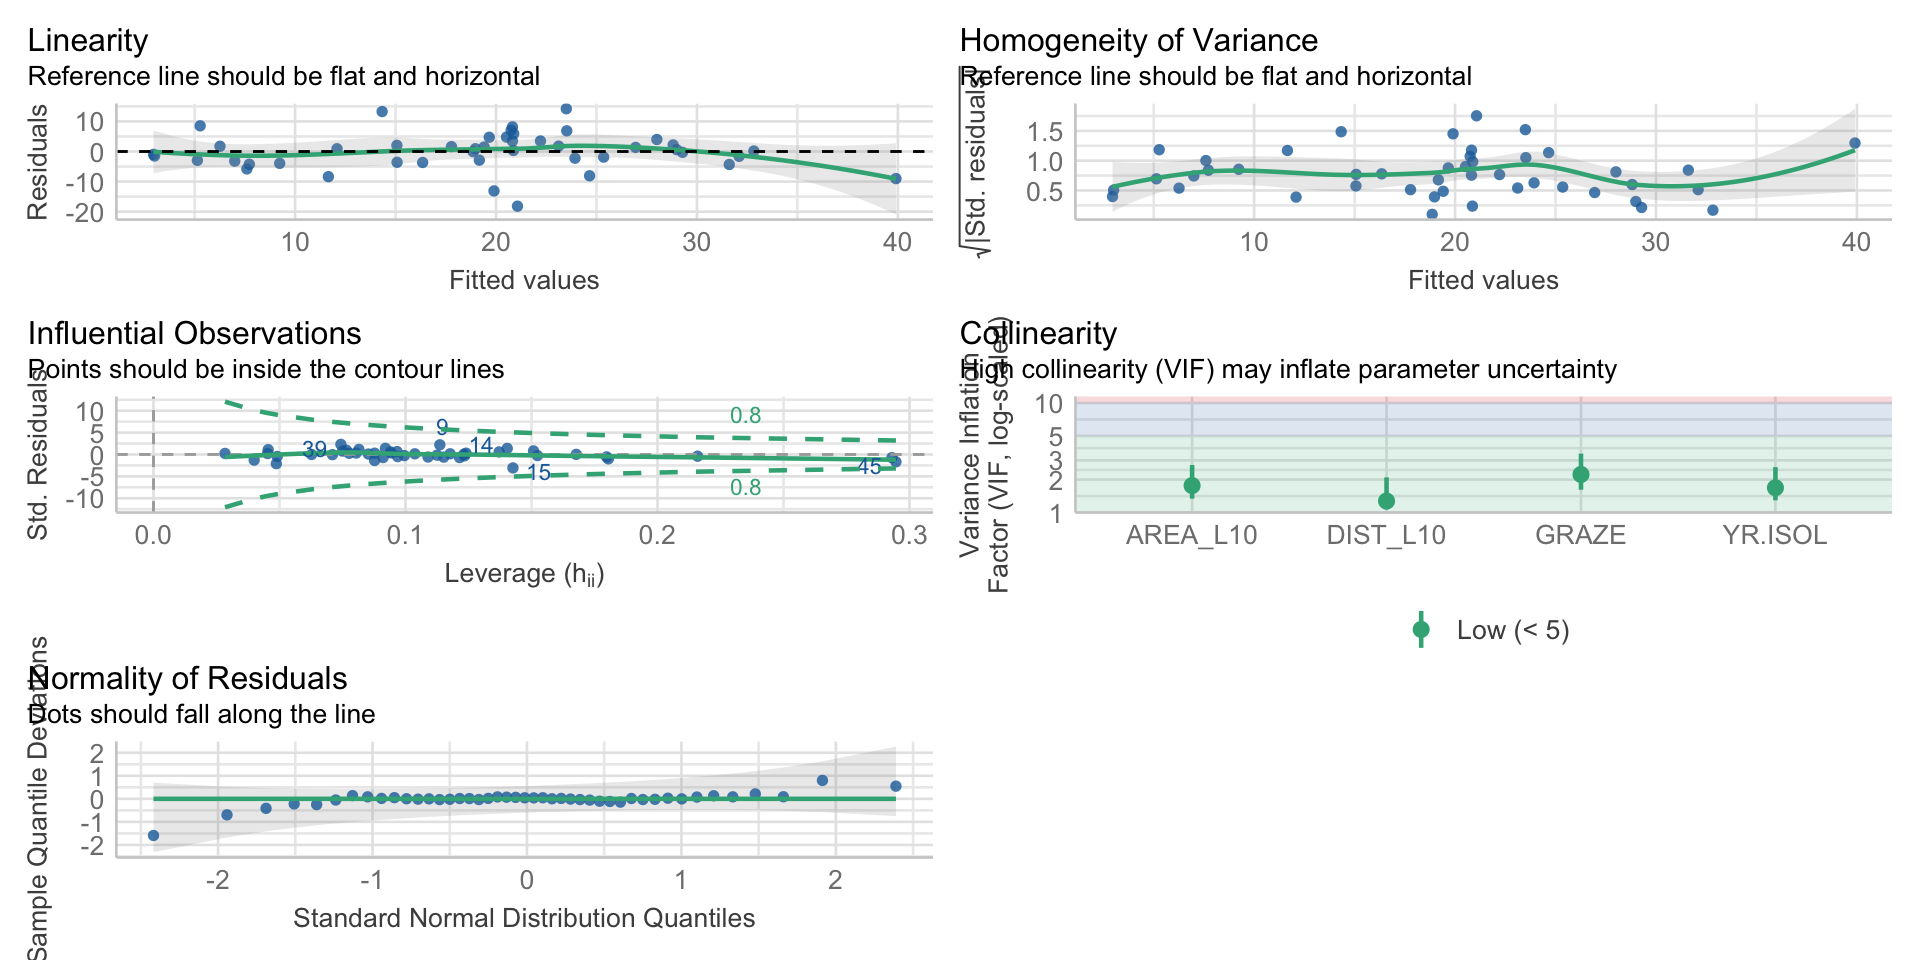 Linearity
Reference line should be flat and horizontal
Residuals
10
0
-10
-20
10
20
30
40
Fitted values
Homogeneity of Variance
Reference line should be flat and horizontal
√|Std. residuals|
1.5
1.0
0.5
10
20
30
40
Fitted values
Influential Observations
Points should be inside the contour lines
Std. Residuals
10
5
0
-5
-10
0.8
9
39
14
15
45
0.8
0.0
0.1
0.2
0.3
Leverage (hii)
Collinearity
High collinearity (VIF) may inflate parameter uncertainty
Variance Inflation
Factor (VIF, log-scaled)
10
5
3
2
1
AREA_L10
DIST_L10
GRAZE
YR.ISOL
Low (< 5)
Normality of Residuals
Dots should fall along the line
Sample Quantile Deviations
2
1
0
-1
-2
-2
-1
0
1
2
Standard Normal Distribution Quantiles